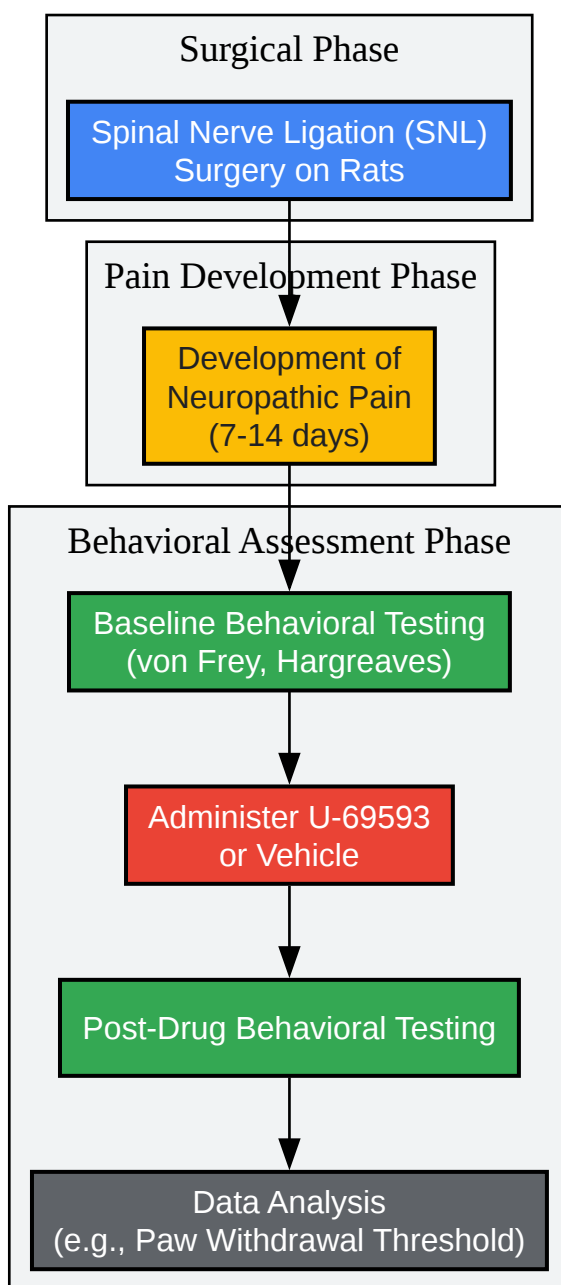 Surgical Phase
Spinal Nerve Ligation (SNL)
Surgery on Rats
Pain Development Phase
Development of
Neuropathic Pain
(7-14 days)
Behavioral Assessment Phase
Baseline Behavioral Testing
(von Frey, Hargreaves)
Administer U-69593
or Vehicle
Post-Drug Behavioral Testing
Data Analysis
(e.g., Paw Withdrawal Threshold)